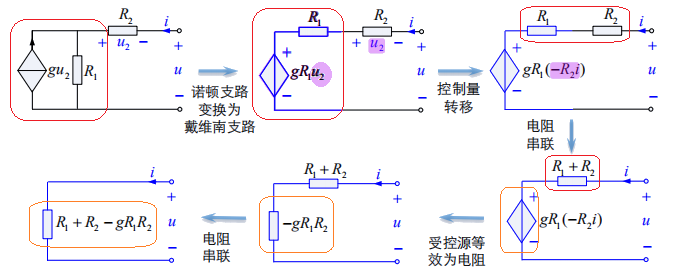 R₂ i
+ u₂ − +
gu₂ R₁ u
−
诺顿支路
变换为
戴维南支路
R₁ R₂ i
+ + u₂ − +
gR₁u₂ u
− −
控制量
转移
R₁ R₂ i
+ +
gR₁(−R₂i) u
− −
电阻
串联
R₁ + R₂ i
+ +
gR₁(−R₂i) u
− −
受控源等
效为电阻
R₁ + R₂ i
+
−gR₁R₂ u
−
电阻
串联
i
+
R₁ + R₂ − gR₁R₂ u
−